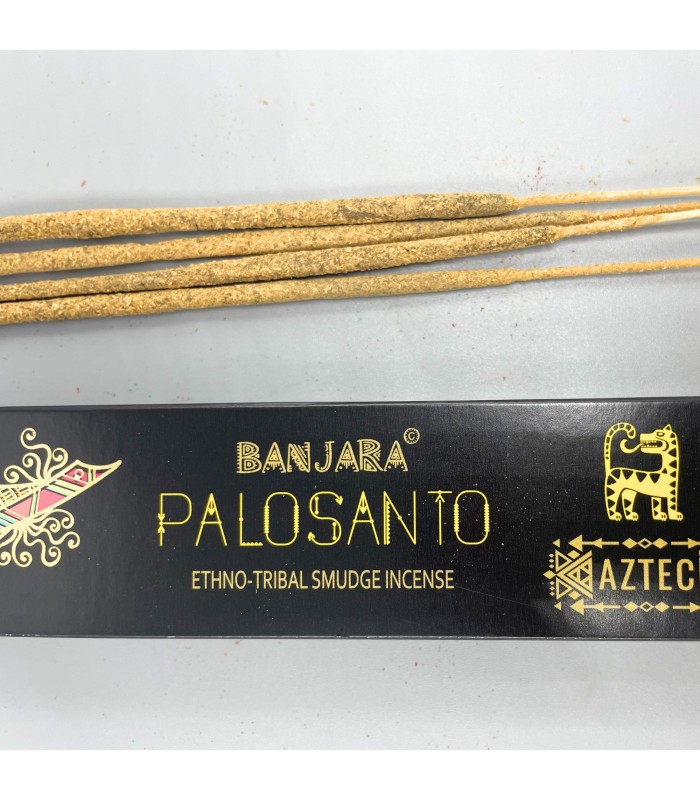 BANJARA©
PALOSANTO
ETHNO-TRIBAL SMUDGE INCENSE
AZTEC